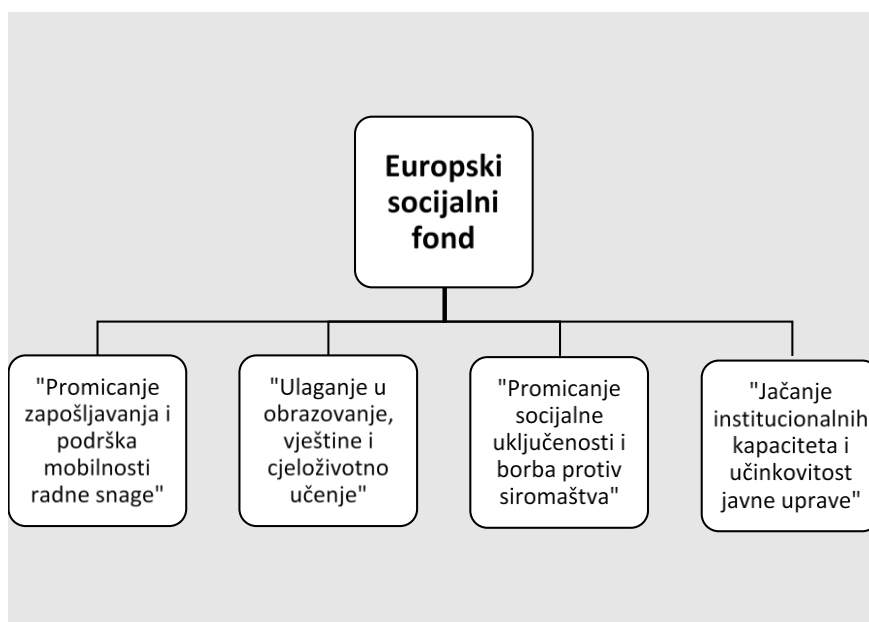 Europski
socijalni
fond
"Promicanje
zapošljavanja i
podrška
mobilnosti
radne snage"
"Ulaganje u
obrazovanje,
vještine i
cjeloživotno
učenje"
"Promicanje
socijalne
uključenosti i
borba protiv
siromaštva"
"Jačanje
institucionalnih
kapaciteta i
učinkovitost
javne uprave"